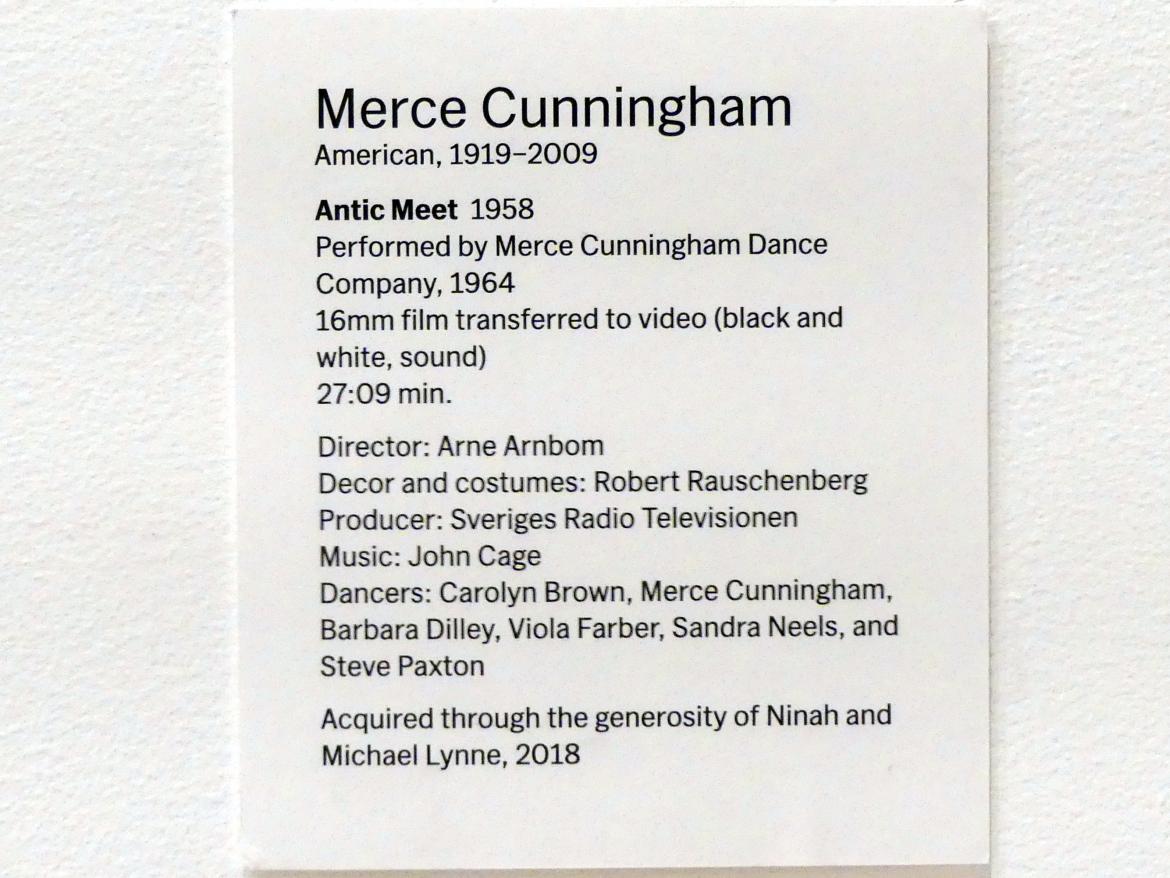 Merce Cunningham
American, 1919–2009
Antic Meet 1958
Performed by Merce Cunningham Dance
Company, 1964
16mm film transferred to video (black and
white, sound)
27:09 min.
Director: Arne Arnbom
Decor and costumes: Robert Rauschenberg
Producer: Sveriges Radio Televisionen
Music: John Cage
Dancers: Carolyn Brown, Merce Cunningham,
Barbara Dilley, Viola Farber, Sandra Neels, and
Steve Paxton
Acquired through the generosity of Ninah and
Michael Lynne, 2018